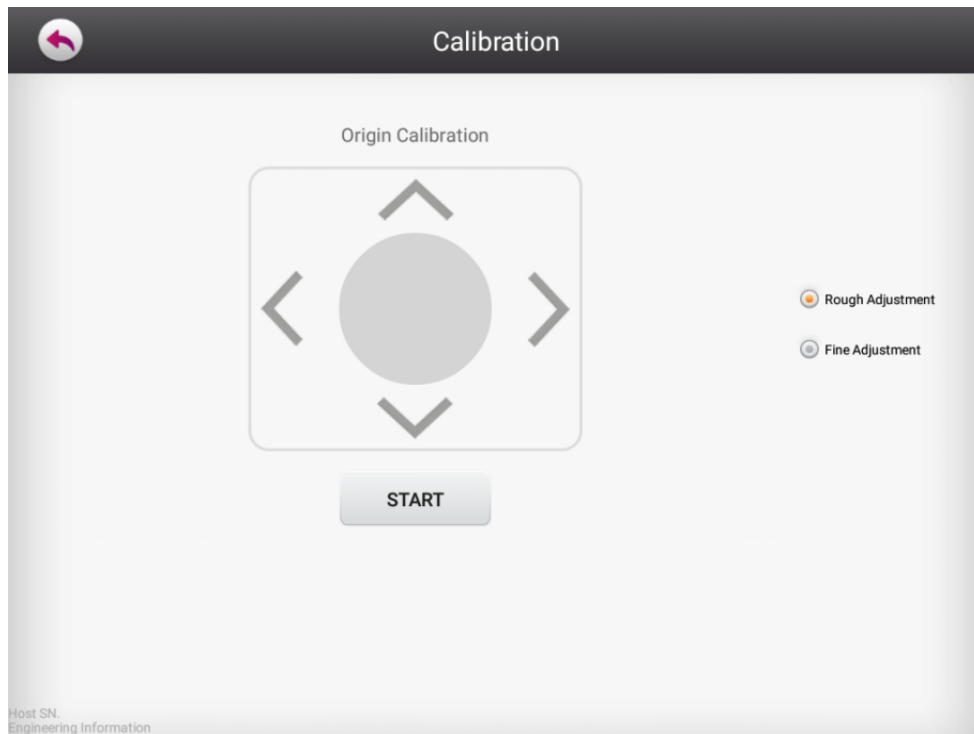 Calibration
Origin Calibration
Rough Adjustment
Fine Adjustment
START
Host SN.
Engineering Information